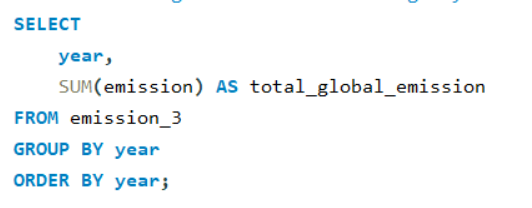 SELECT
year,
SUM(emission) AS total_global_emission
FROM emission_3
GROUP BY year
ORDER BY year;